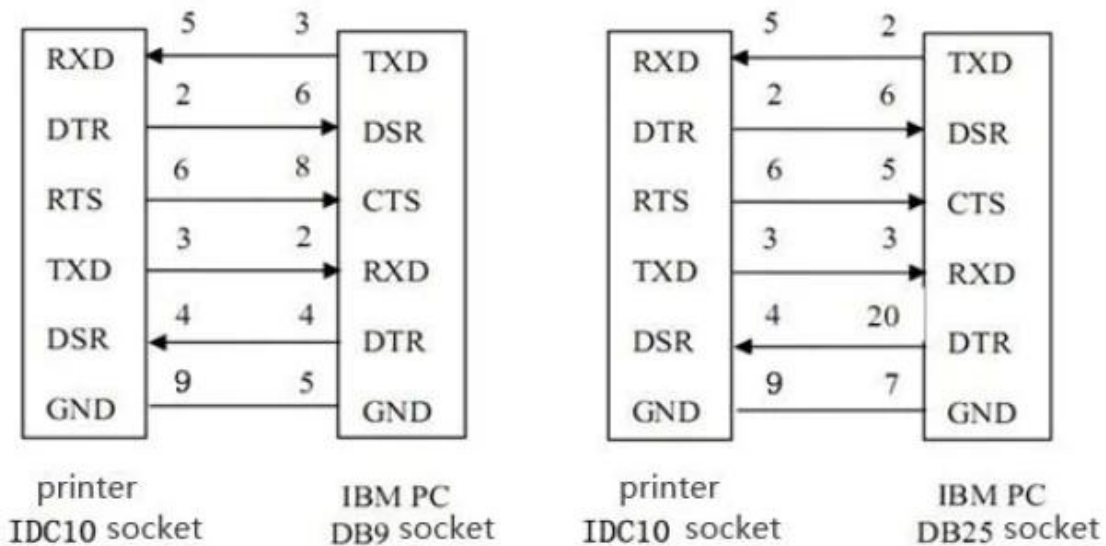 5 3
RXD TXD
2 6
DTR DSR
6 8
RTS CTS
3 2
TXD RXD
4 4
DSR DTR
9 5
GND GND
printer IBM PC
IDC10 socket DB9 socket
5 2
RXD TXD
2 6
DTR DSR
6 5
RTS CTS
3 3
TXD RXD
4 20
DSR DTR
9 7
GND GND
printer IBM PC
IDC10 socket DB25 socket